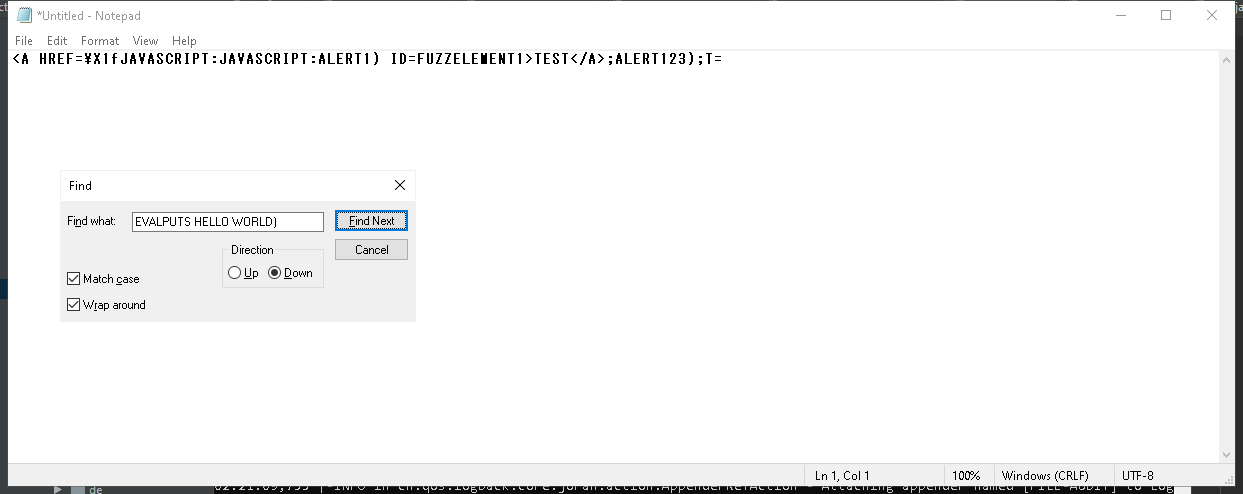 *Untitled - Notepad
File Edit Format View Help
<A HREF=¥X1fJAVASCRIPT:JAVASCRIPT:ALERT1) ID=FUZZELEMENT1>TEST</A>;ALERT123);T=
Find
Find what: EVALPUTS HELLO WORLD) Find Next
Direction Cancel
Up Down
Match case
Wrap around
Ln 1, Col 1 100% Windows (CRLF) UTF-8
de